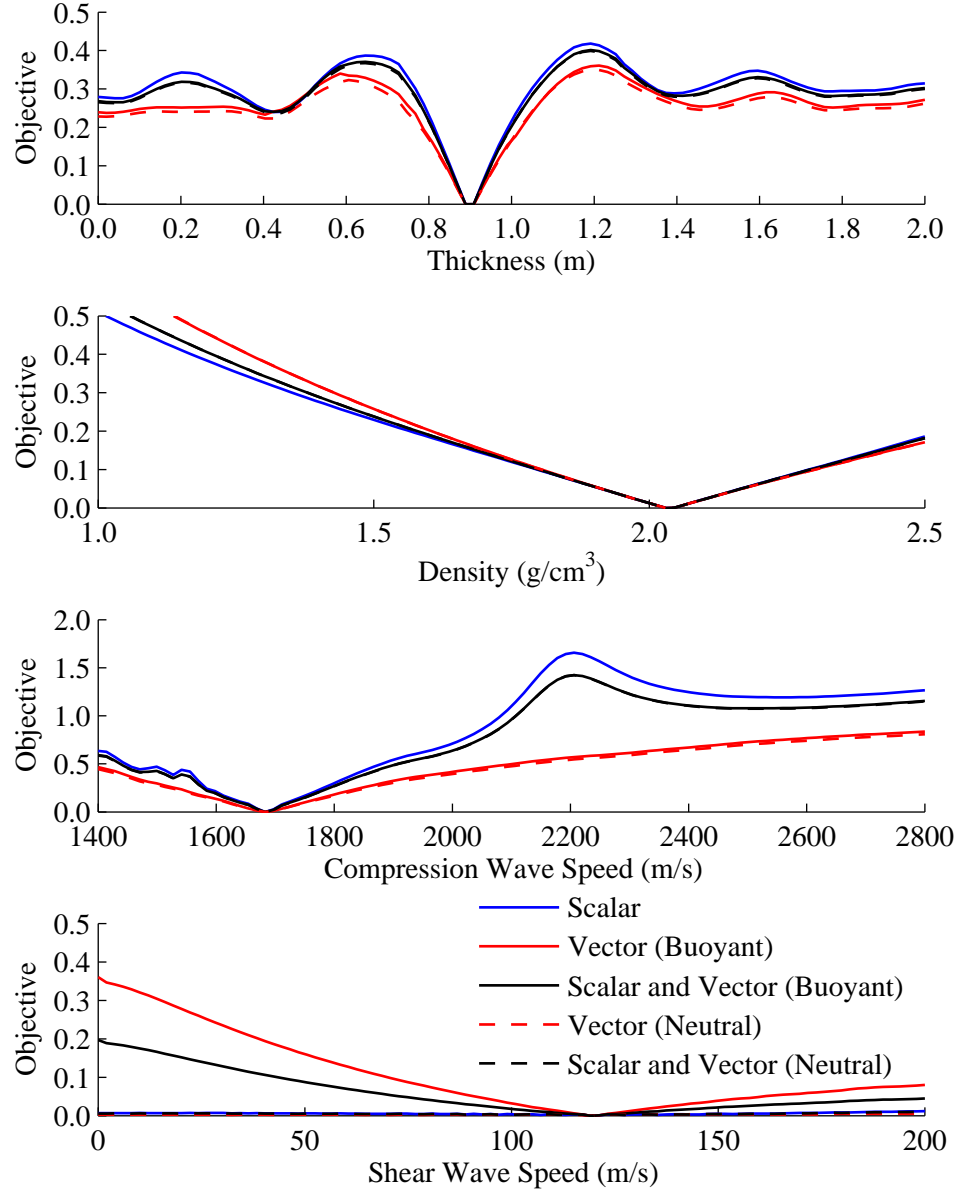 0.5
0.4
0.3
0.2
0.1
0.0
Objective
0.0 0.2 0.4 0.6 0.8 1.0 1.2 1.4 1.6 1.8 2.0
Thickness (m)
0.5
0.4
0.3
0.2
0.1
0.0
Objective
1.0 1.5 2.0 2.5
Density (g/cm³)
2.0
1.5
1.0
0.5
0.0
Objective
1400 1600 1800 2000 2200 2400 2600 2800
Compression Wave Speed (m/s)
0.5
0.4
0.3
0.2
0.1
0.0
Objective
Scalar
Vector (Buoyant)
Scalar and Vector (Buoyant)
Vector (Neutral)
Scalar and Vector (Neutral)
0 50 100 150 200
Shear Wave Speed (m/s)